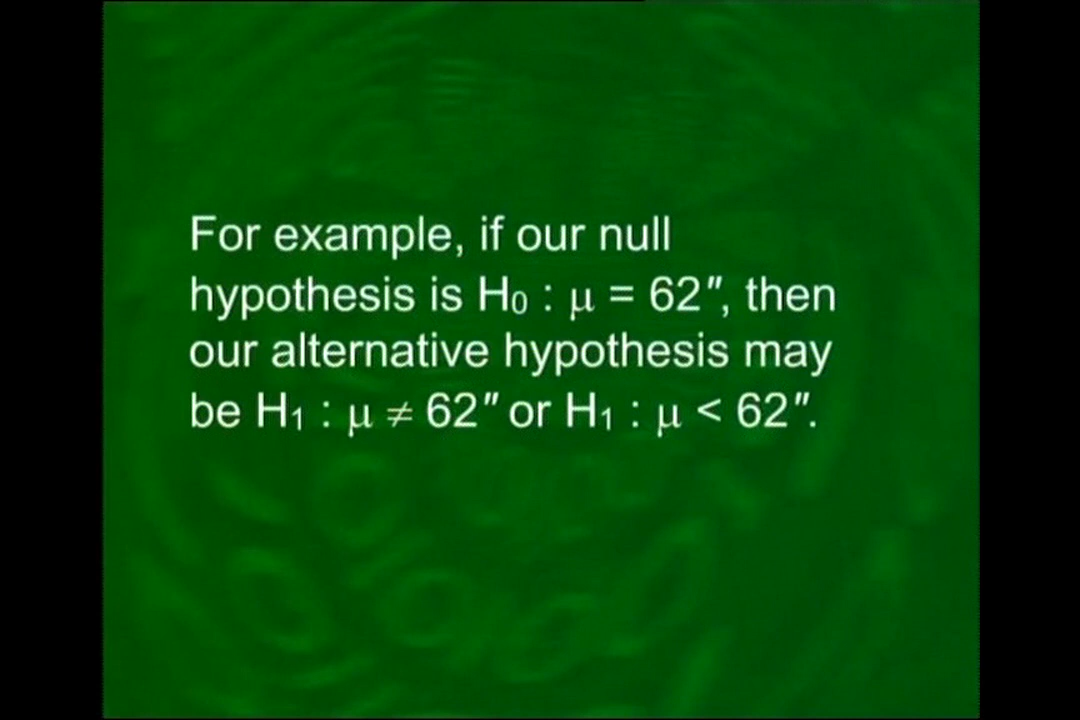 For example, if our null
hypothesis is H₀ : μ = 62″, then
our alternative hypothesis may
be H₁ : μ ≠ 62″ or H₁ : μ < 62″.